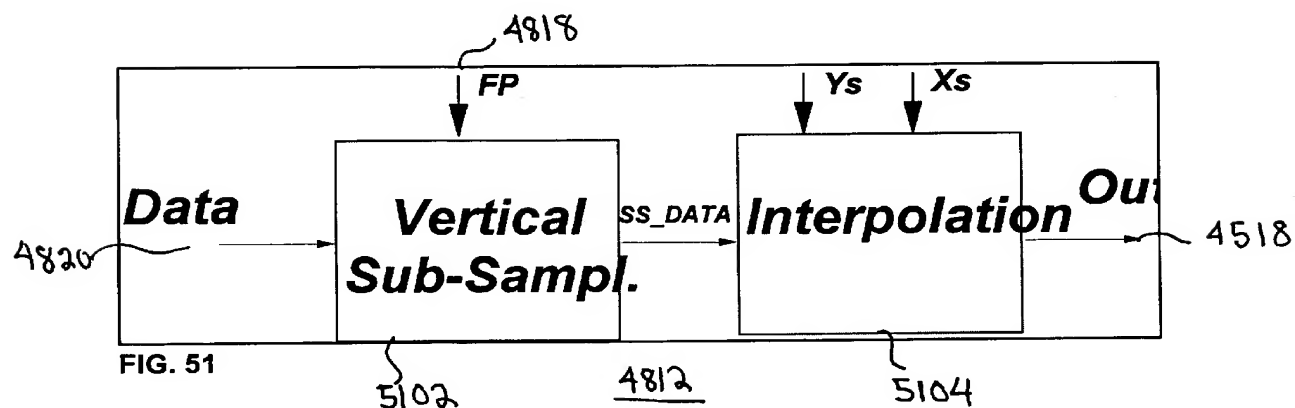 4818
FP
Ys
Xs
Data
Vertical
Sub-Sampl.
SS_DATA
Interpolation
Out
4820
4518
FIG. 51
5102
4812
5104